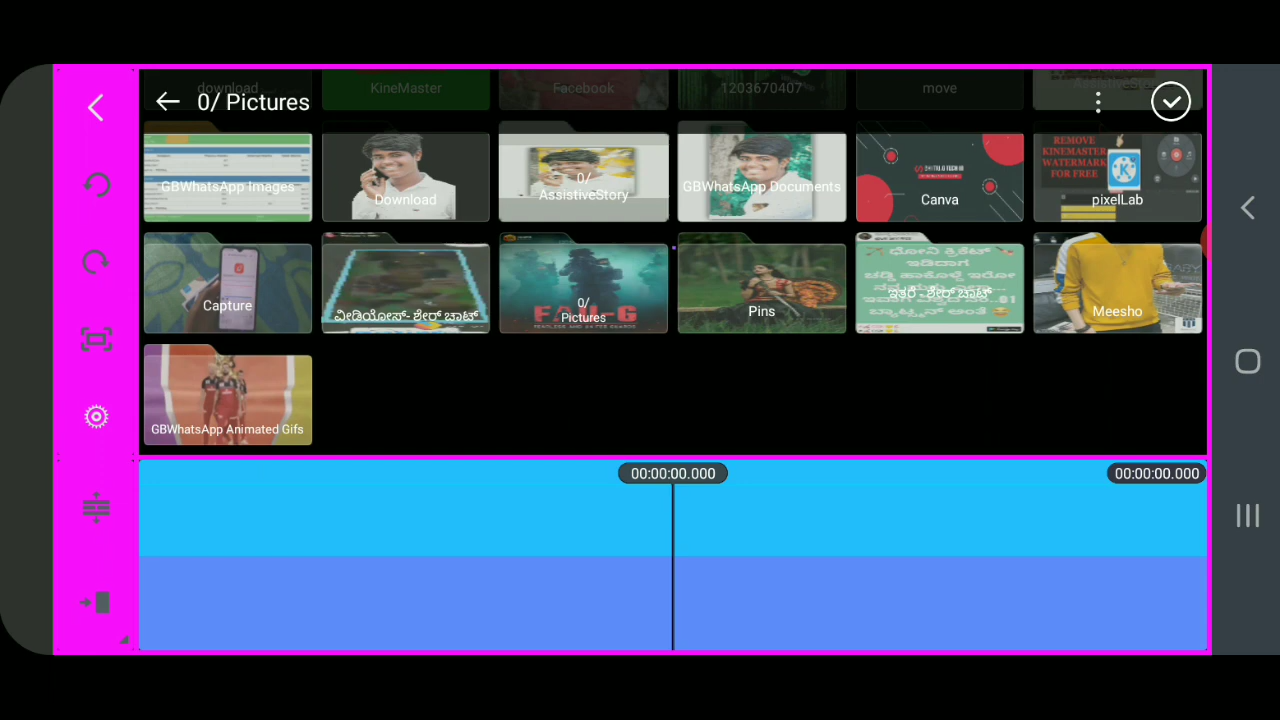 download
KineMaster
Facebook
1203670407
move
0/ Pictures
GBWhatsApp Images
Download
0/
AssistiveStory
GBWhatsApp Documents
Canva
REMOVE
KINEMASTER
WATERMARK
FOR FREE
pixelLab
Capture
ವೀಡಿಯೋಸ್- ಶೇರ್ ಚಾಟ್
0/
Pictures
Pins
ಇತರೆ - ಶೇರ್ ಚಾಟ್
Meesho
GBWhatsApp Animated Gifs
00:00:00.000
00:00:00.000